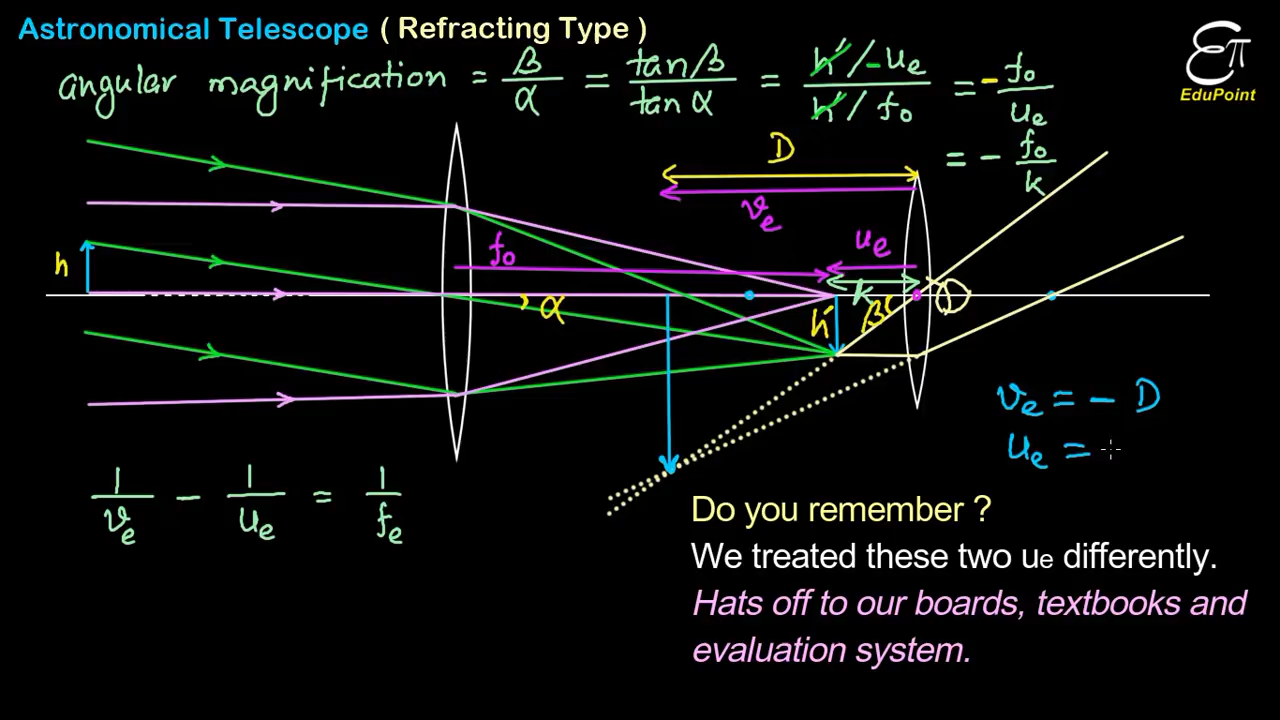 Astronomical Telescope ( Refracting Type )
επ
EduPoint
angular magnification = β/α = tanβ/tanα = h'/-ue / h'/fo = - fo/ue
= - fo/k
D
ve
ue
fo
h
α
k
β
h'
1
ve = - D
ue =
1/ve - 1/ue = 1/fe
Do you remember ?
We treated these two ue differently.
Hats off to our boards, textbooks and
evaluation system.